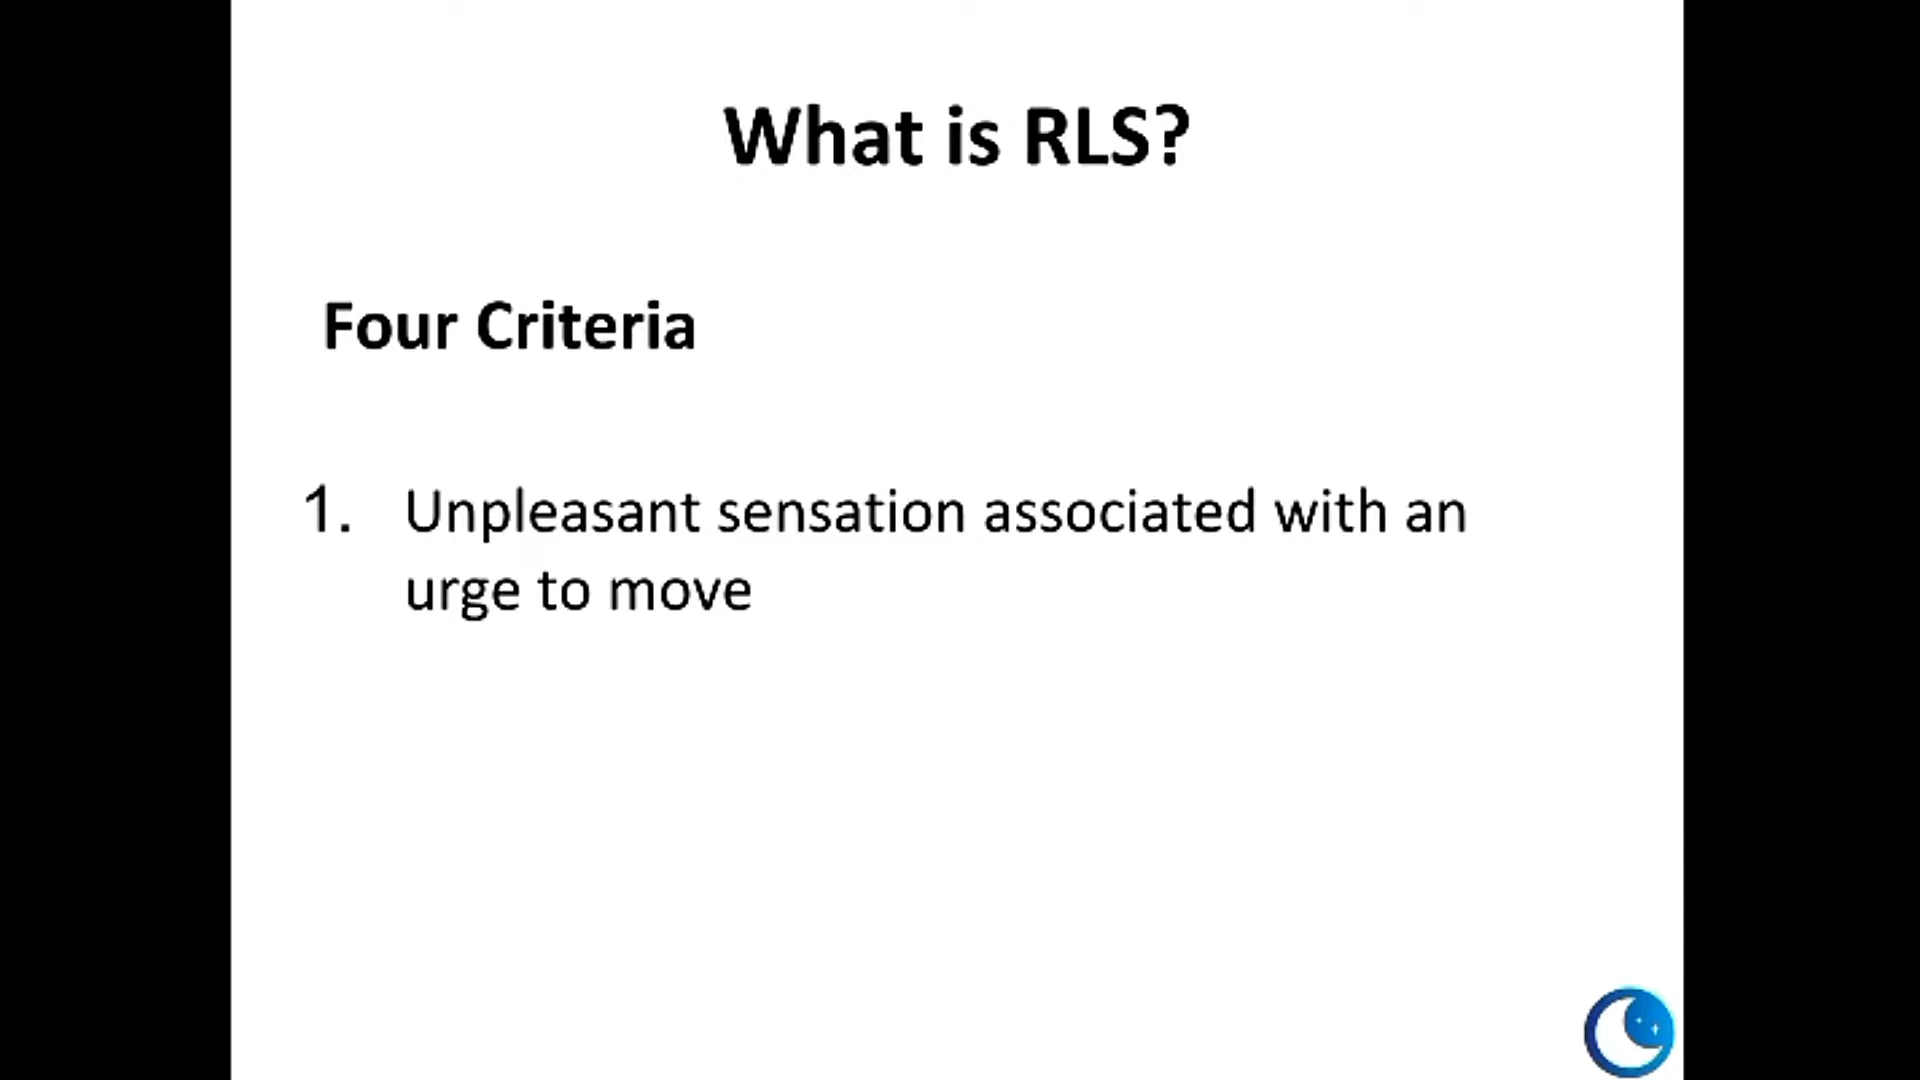 What is RLS?
Four Criteria
1. Unpleasant sensation associated with an
urge to move